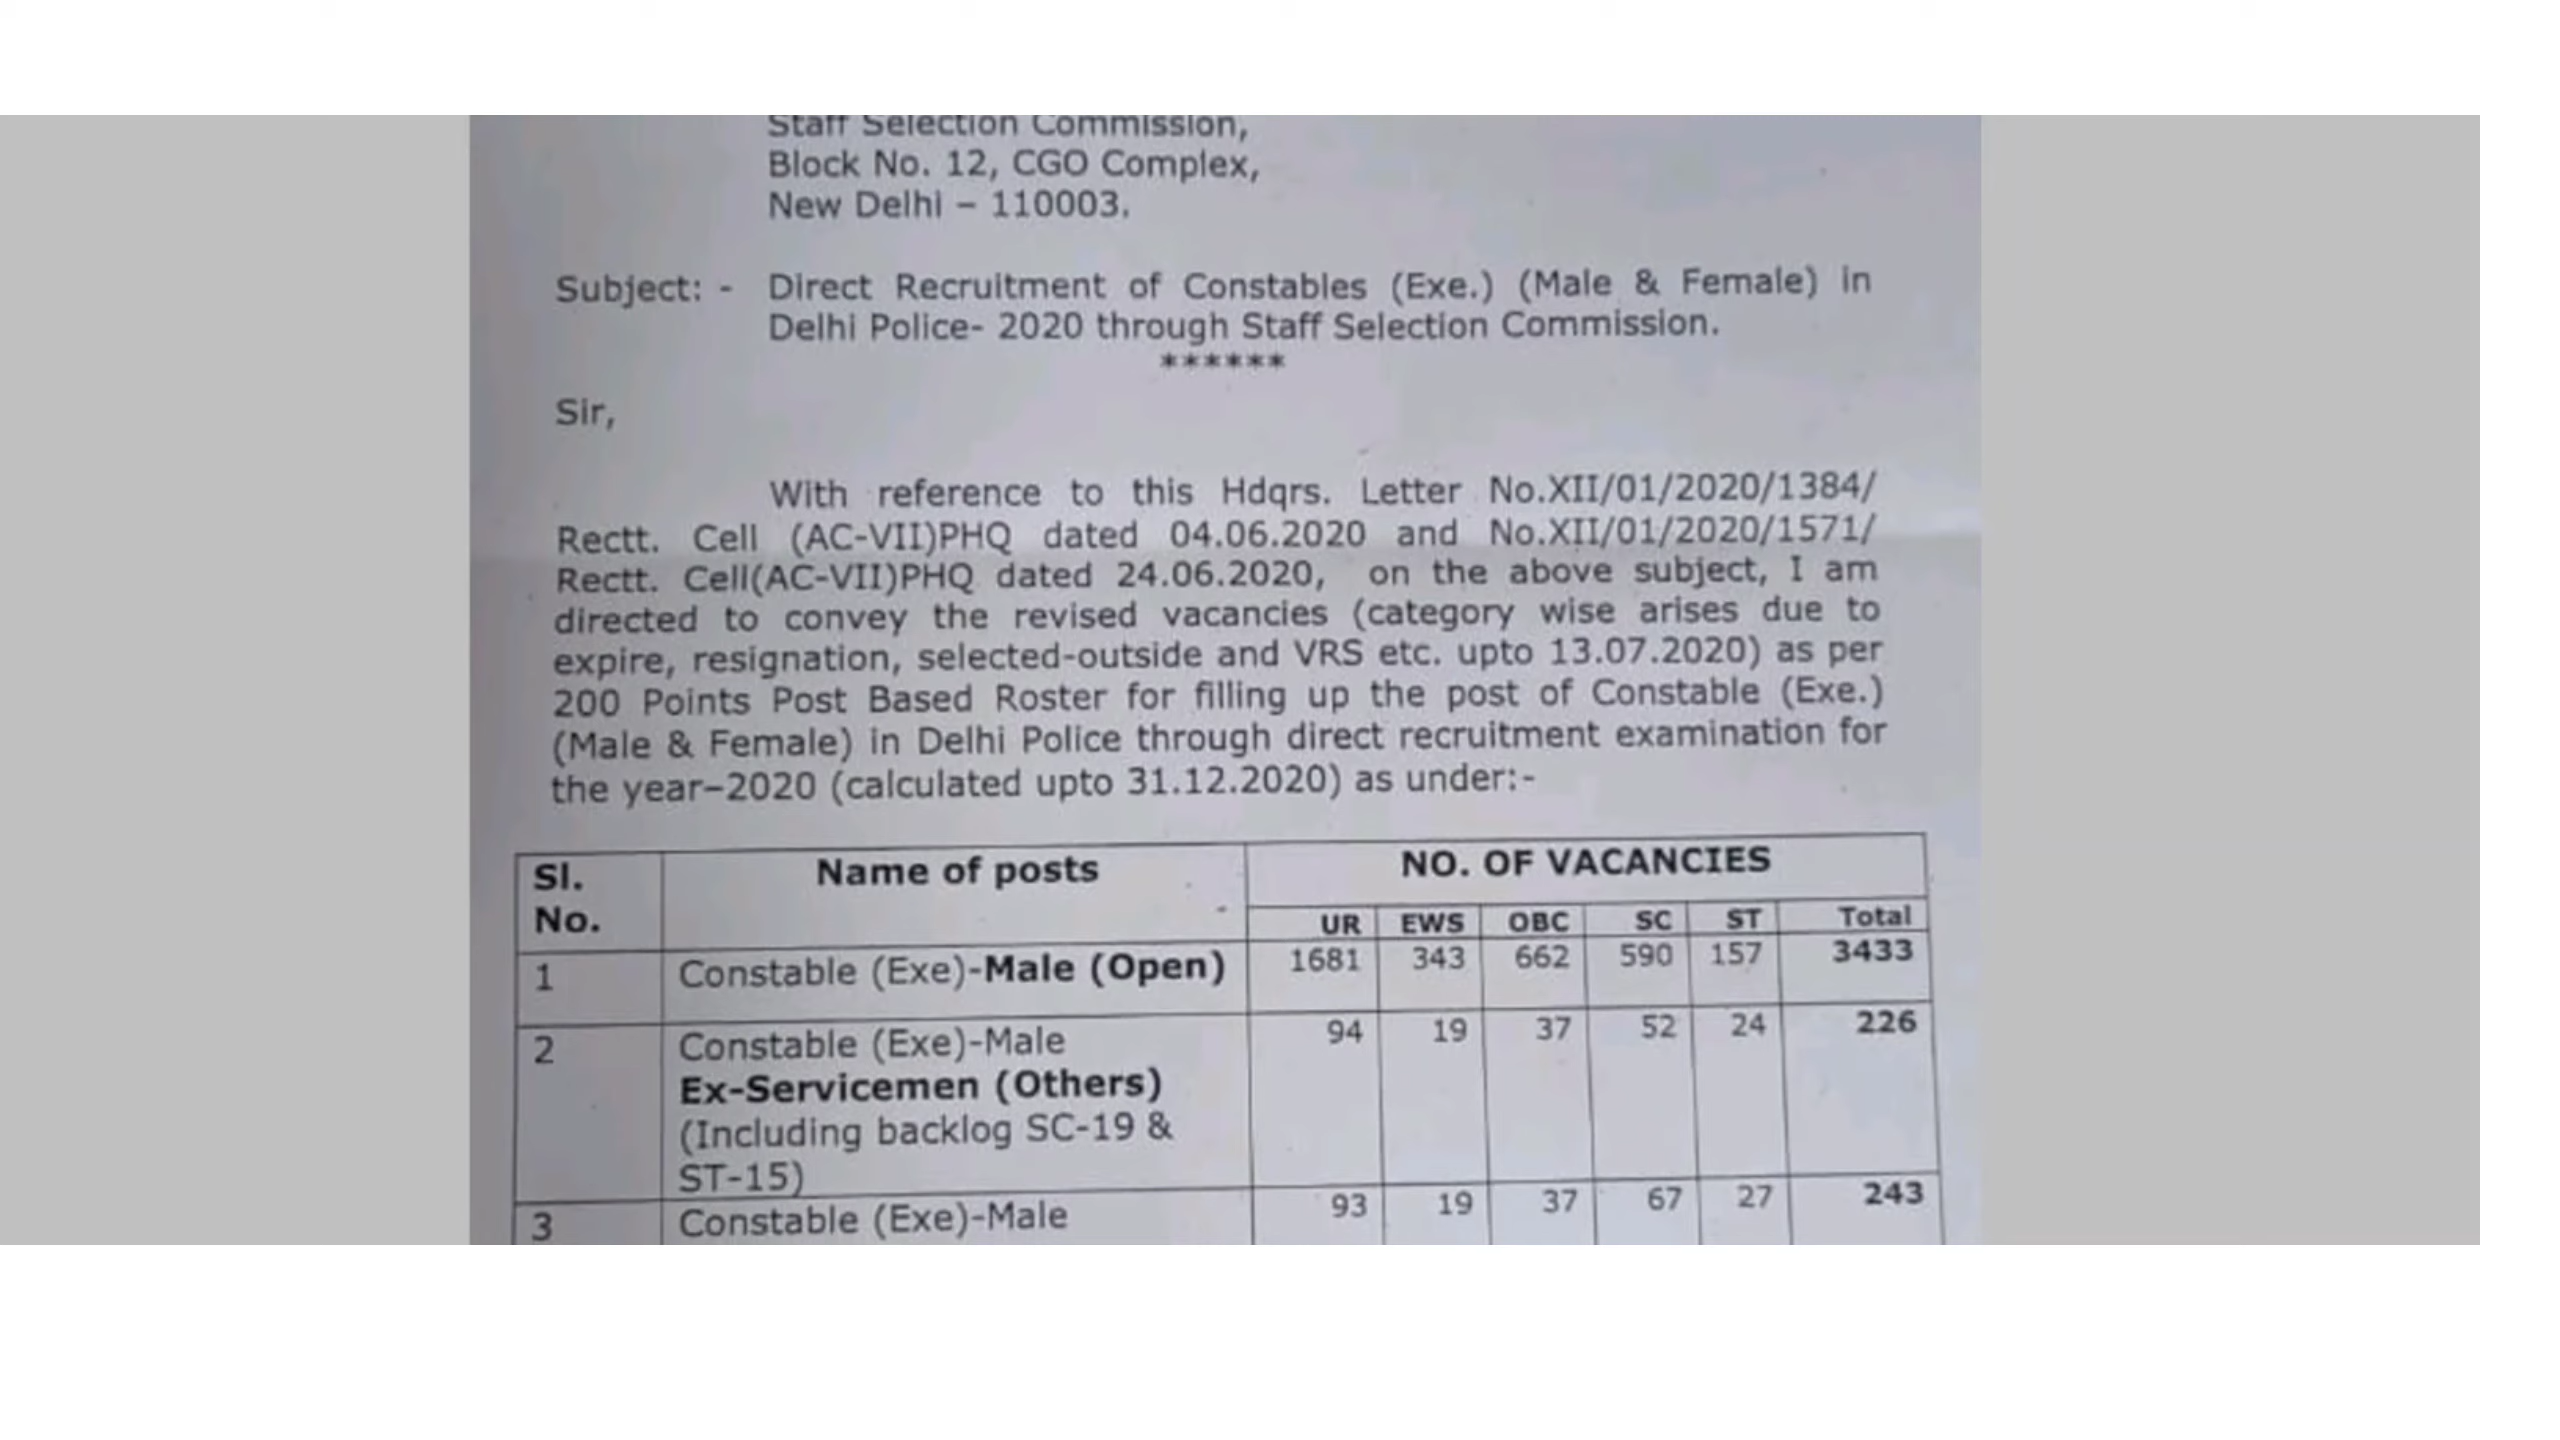 Staff Selection Commission,
Block No. 12, CGO Complex,
New Delhi – 110003.
Subject: - Direct Recruitment of Constables (Exe.) (Male & Female) in
Delhi Police- 2020 through Staff Selection Commission.
******
Sir,
With reference to this Hdqrs. Letter No.XII/01/2020/1384/
Rectt. Cell (AC-VII)PHQ dated 04.06.2020 and No.XII/01/2020/1571/
Rectt. Cell(AC-VII)PHQ dated 24.06.2020, on the above subject, I am
directed to convey the revised vacancies (category wise arises due to
expire, resignation, selected-outside and VRS etc. upto 13.07.2020) as per
200 Points Post Based Roster for filling up the post of Constable (Exe.)
(Male & Female) in Delhi Police through direct recruitment examination for
the year–2020 (calculated upto 31.12.2020) as under:-
Sl. Name of posts NO. OF VACANCIES
No. UR EWS OBC SC ST Total
1 Constable (Exe)-Male (Open) 1681 343 662 590 157 3433
2 Constable (Exe)-Male 94 19 37 52 24 226
Ex-Servicemen (Others)
(Including backlog SC-19 &
ST-15)
3 Constable (Exe)-Male 93 19 37 67 27 243